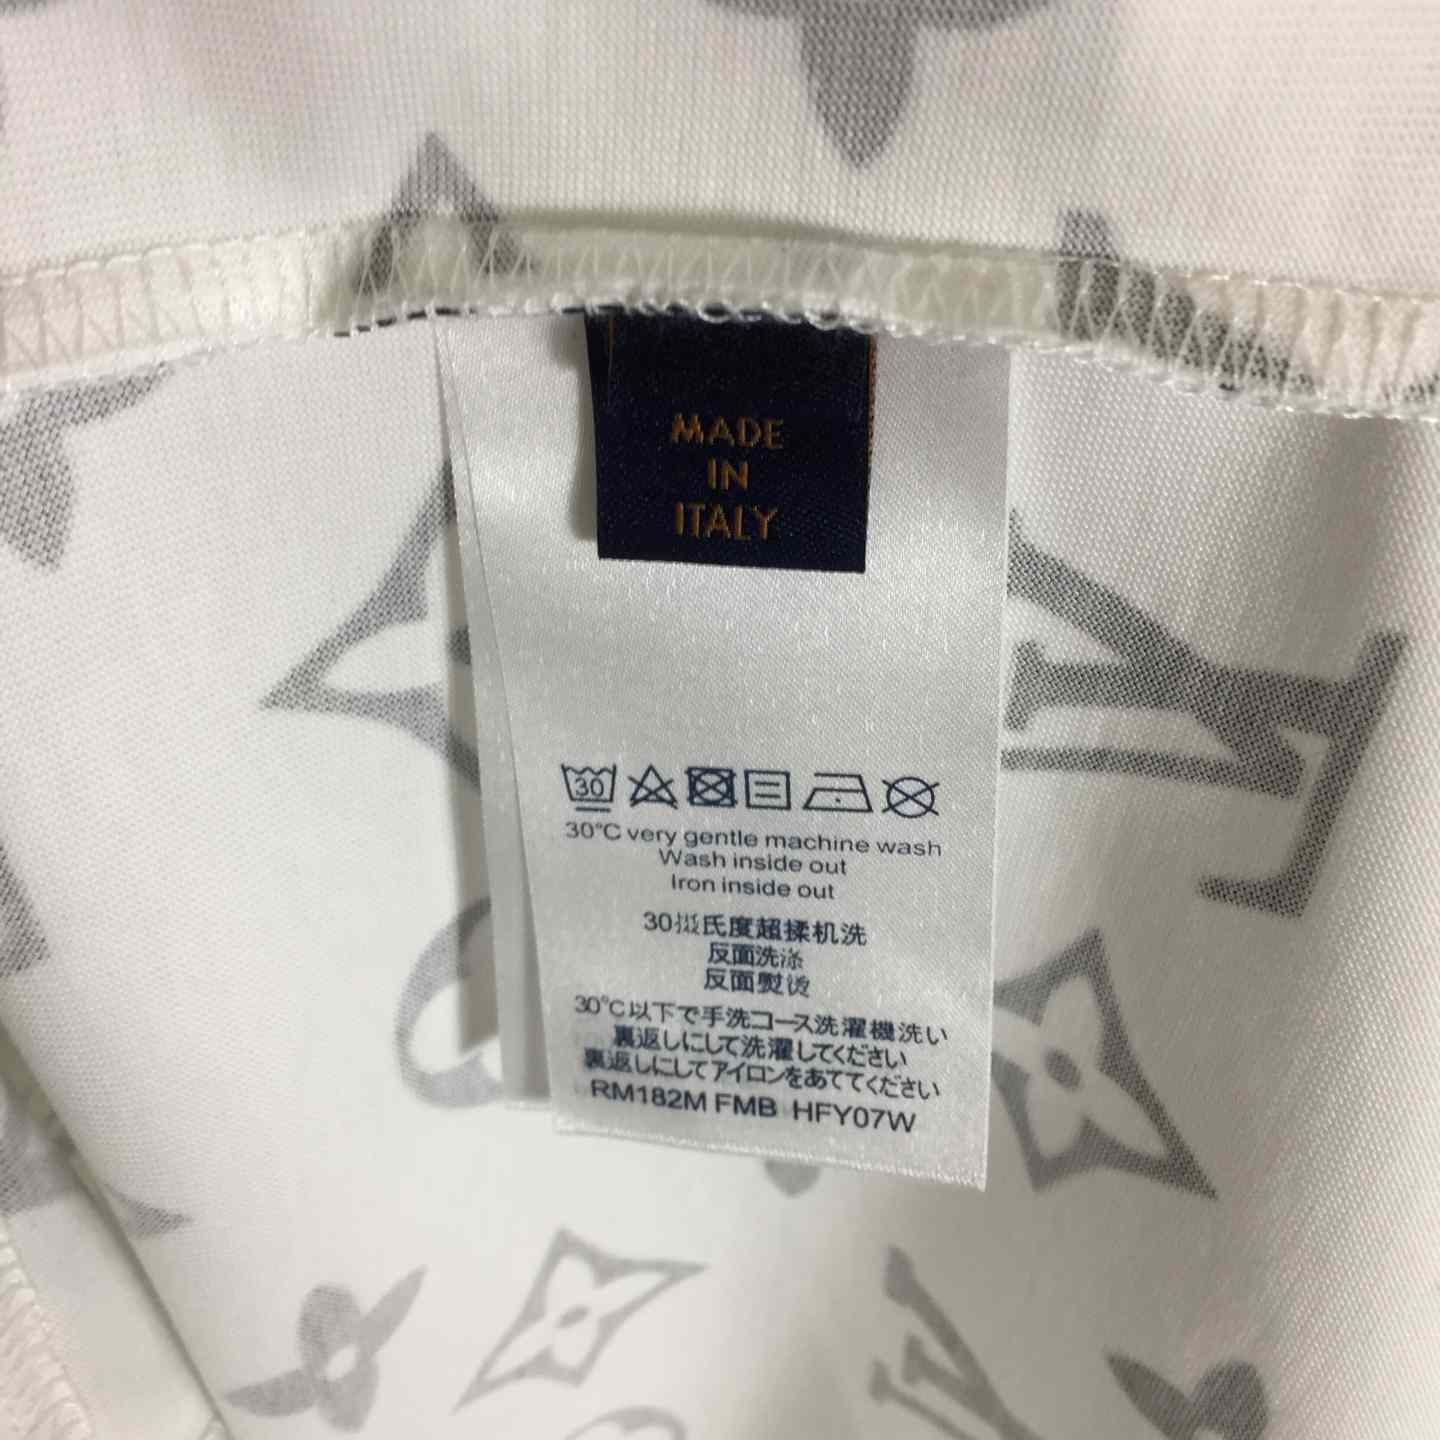 MADE
IN
ITALY
30
30°C very gentle machine wash
Wash inside out
Iron inside out
氏度超揉机洗
反面洗涤
反面熨烫
30°C以下で手洗コース洗濯機洗い
裏返しにして洗濯してください
裏返しにしてアイロンをあててください
RM182M FMB HFY07W